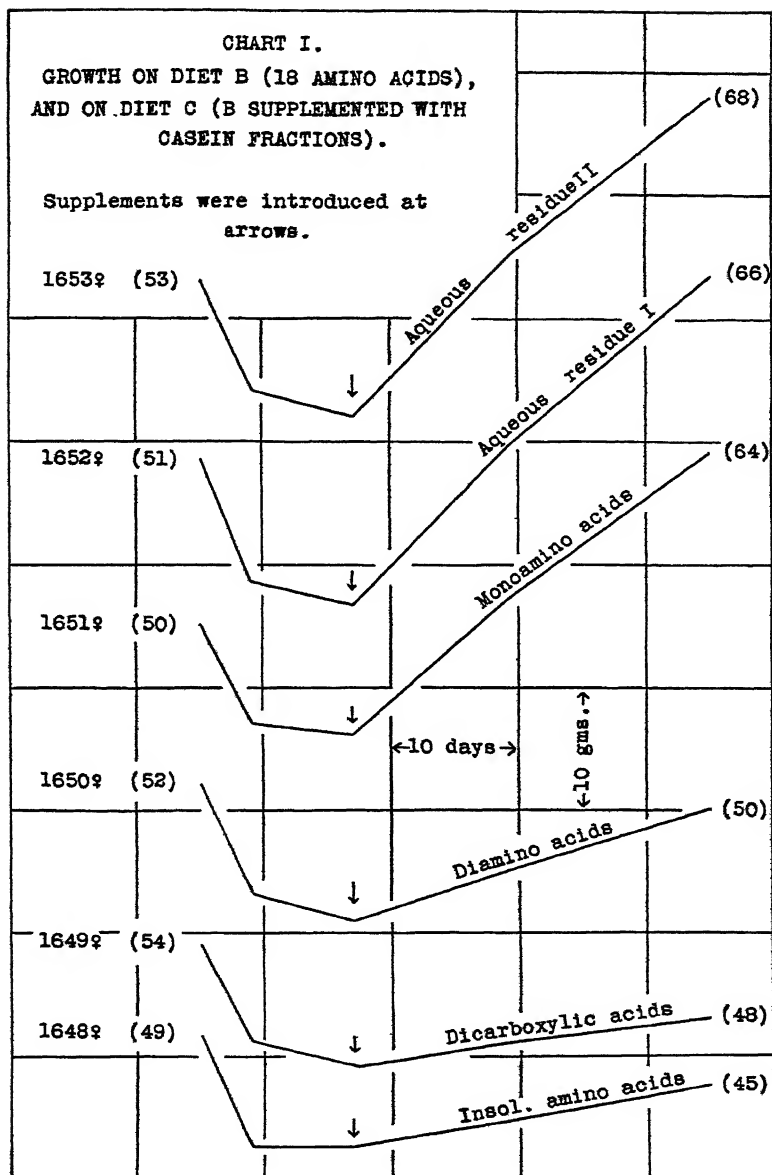 CHART I.
GROWTH ON DIET B (18 AMINO ACIDS),
AND ON DIET C (B SUPPLEMENTED WITH
CASEIN FRACTIONS).
Supplements were introduced at
arrows.
(68)
Aqueous residue II
1653♀ (53)
(66)
Aqueous residue I
↓
1652♀ (51)
(64)
Monoamino acids
↓
1651♀ (50)
↓
←10 days→
←10 gms.→
1650♀ (52)
(50)
Diamino acids
↓
1649♀ (54)
Dicarboxylic acids (48)
1648♀ (49)
↓
Insol. amino acids (45)
↓